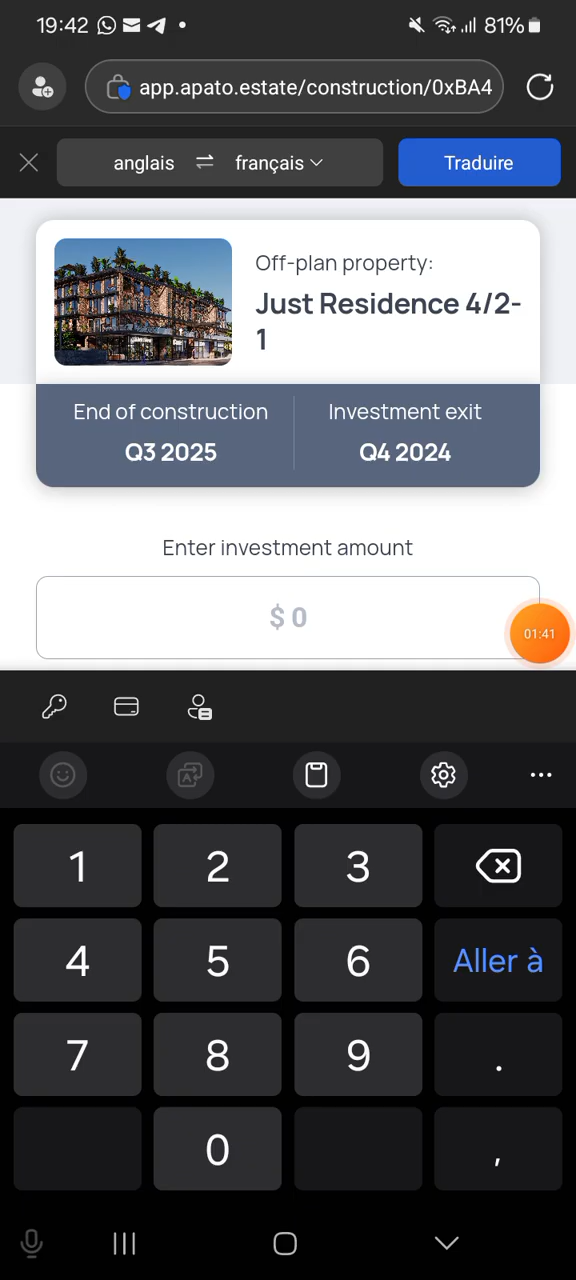 19:42 81%
app.apato.estate/construction/0xBA4
anglais français Traduire
Off-plan property:
Just Residence 4/2-
1
End of construction Investment exit
Q3 2025 Q4 2024
Enter investment amount
$ 0
01:41
1 2 3
4 5 6 Aller à
7 8 9 .
0 ,